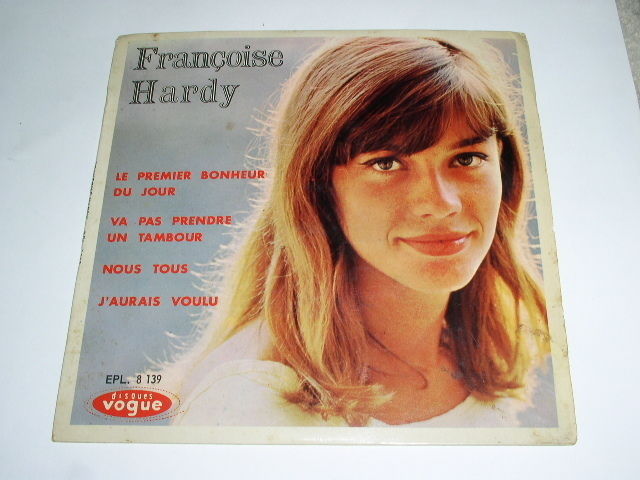 Françoise
Hardy
LE PREMIER BONHEUR
DU JOUR
VA PAS PRENDRE
UN TAMBOUR
NOUS TOUS
J'AURAIS VOULU
EPL. 8 139
disques
vogue